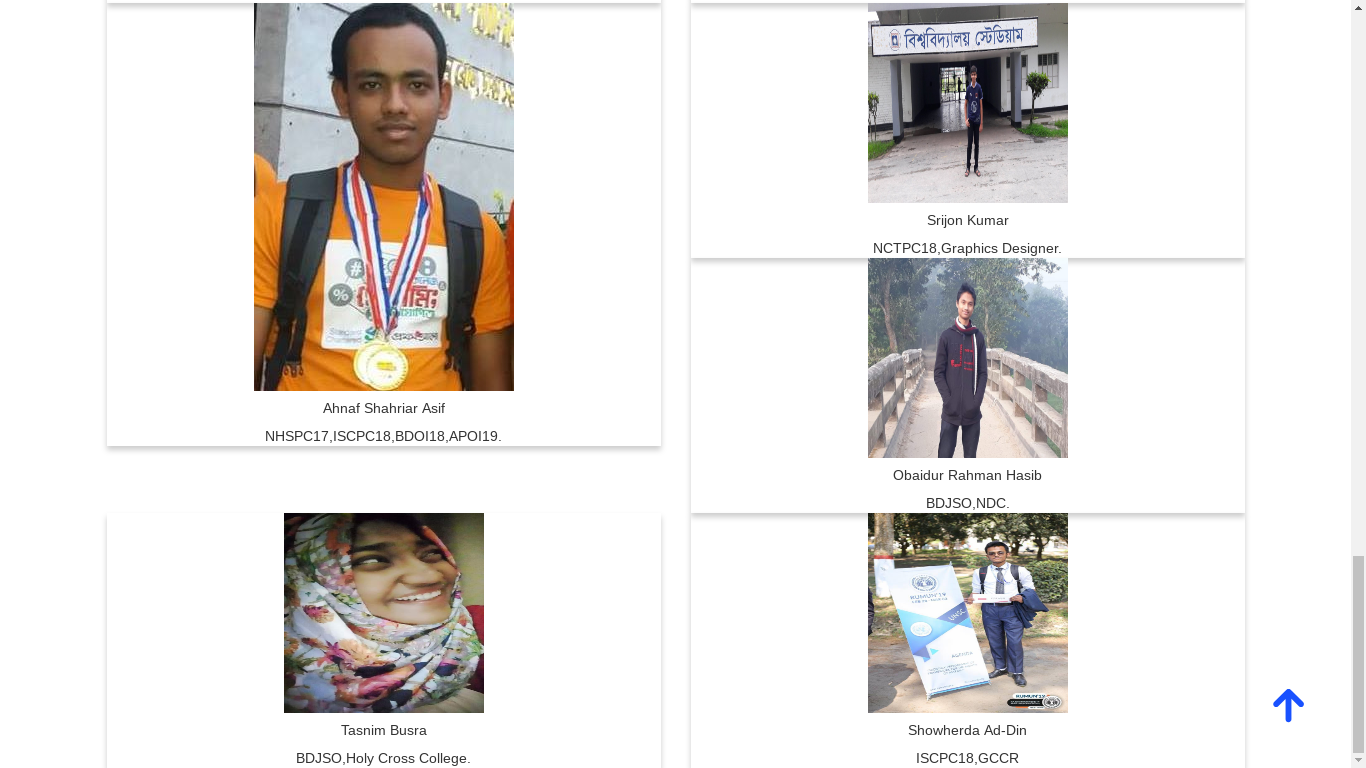 Ahnaf Shahriar Asif
NHSPC17,ISCPC18,BDOI18,APOI19.
বিশ্ববিদ্যালয় স্টেডিয়াম
Srijon Kumar
NCTPC18,Graphics Designer.
Obaidur Rahman Hasib
BDJSO,NDC.
Tasnim Busra
BDJSO,Holy Cross College.
Showherda Ad-Din
ISCPC18,GCCR